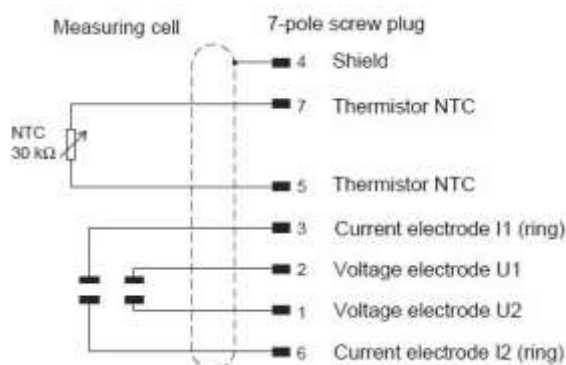 Measuring cell 7-pole screw plug
4 Shield
7 Thermistor NTC
NTC
30 kΩ
5 Thermistor NTC
3 Current electrode I1 (ring)
2 Voltage electrode U1
1 Voltage electrode U2
6 Current electrode I2 (ring)